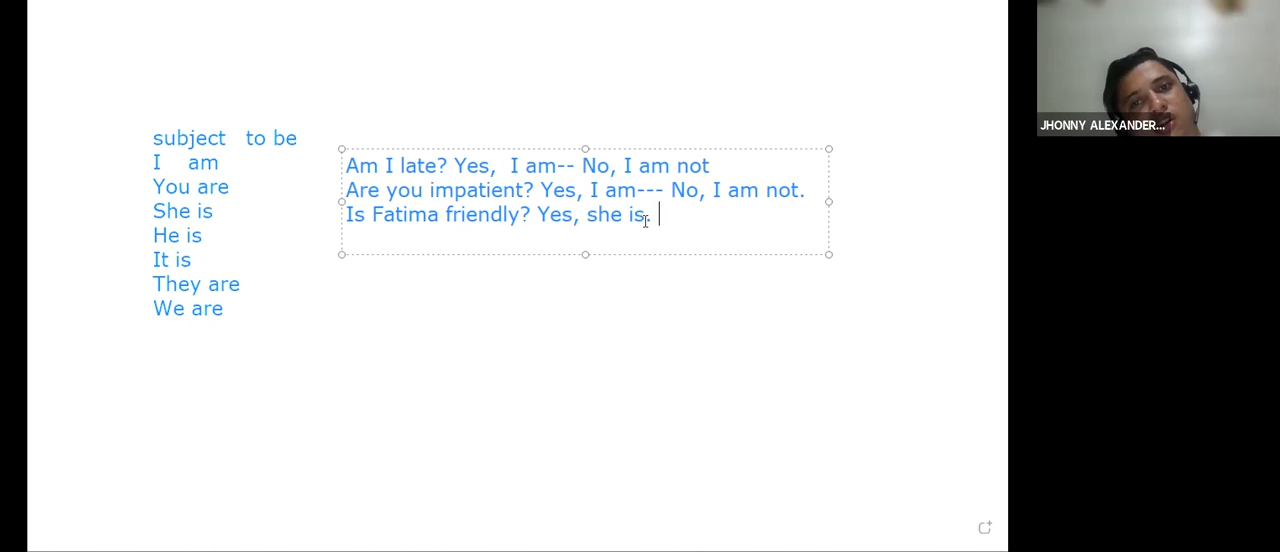 subject to be
I am
You are
She is
He is
It is
They are
We are
Am I late? Yes, I am-- No, I am not
Are you impatient? Yes, I am--- No, I am not.
Is Fatima friendly? Yes, she is.
JHONNY ALEXANDER...